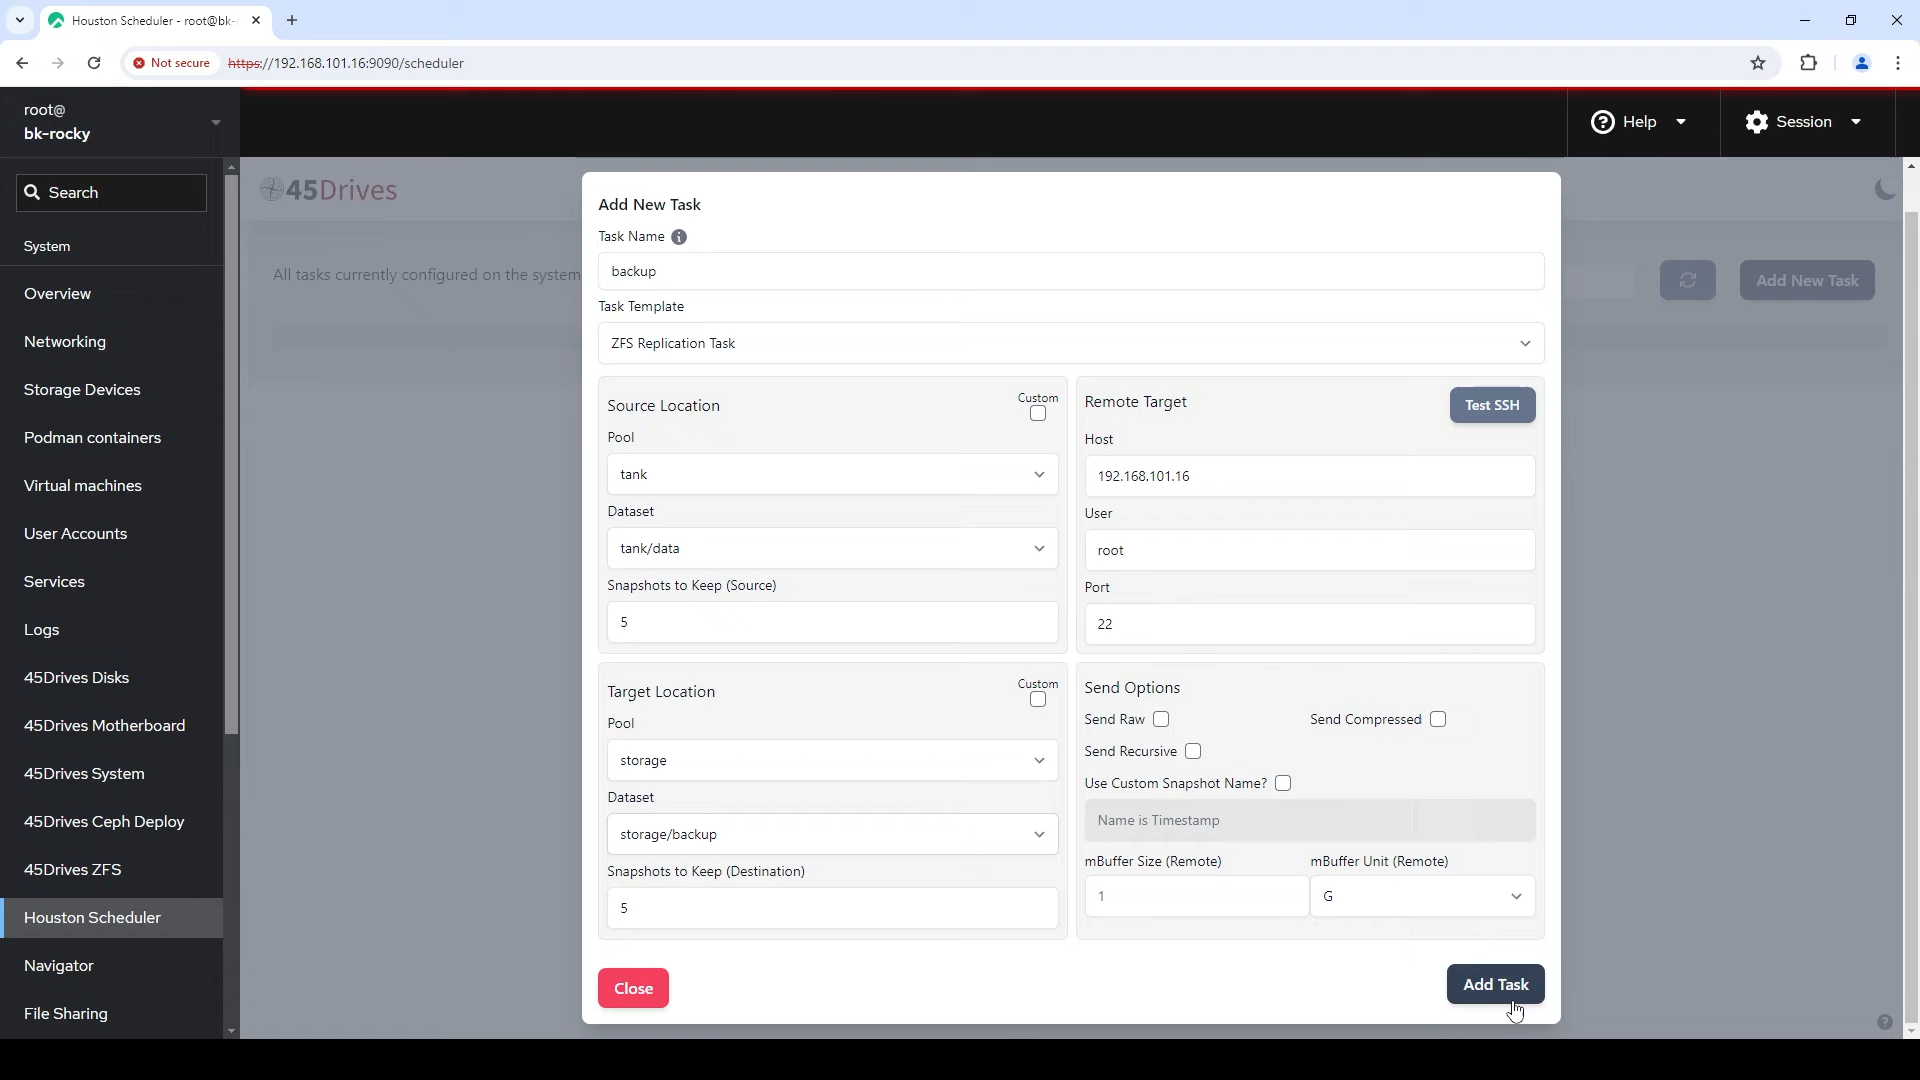 Houston Scheduler - root@bk-
Not secure
https://192.168.101.16:9090/scheduler
root@
bk-rocky
Help
Session
Search
System
Overview
Networking
Storage Devices
Podman containers
Virtual machines
User Accounts
Services
Logs
45Drives Disks
45Drives Motherboard
45Drives System
45Drives Ceph Deploy
45Drives ZFS
Houston Scheduler
Navigator
File Sharing
45Drives
All tasks currently configured on the system
Add New Task
Add New Task
Task Name
backup
Task Template
ZFS Replication Task
Source Location
Custom
Pool
tank
Dataset
tank/data
Snapshots to Keep (Source)
5
Remote Target
Test SSH
Host
192.168.101.16
User
root
Port
22
Target Location
Custom
Pool
storage
Dataset
storage/backup
Snapshots to Keep (Destination)
5
Send Options
Send Raw
Send Compressed
Send Recursive
Use Custom Snapshot Name?
Name is Timestamp
mBuffer Size (Remote)
mBuffer Unit (Remote)
1
G
Close
Add Task